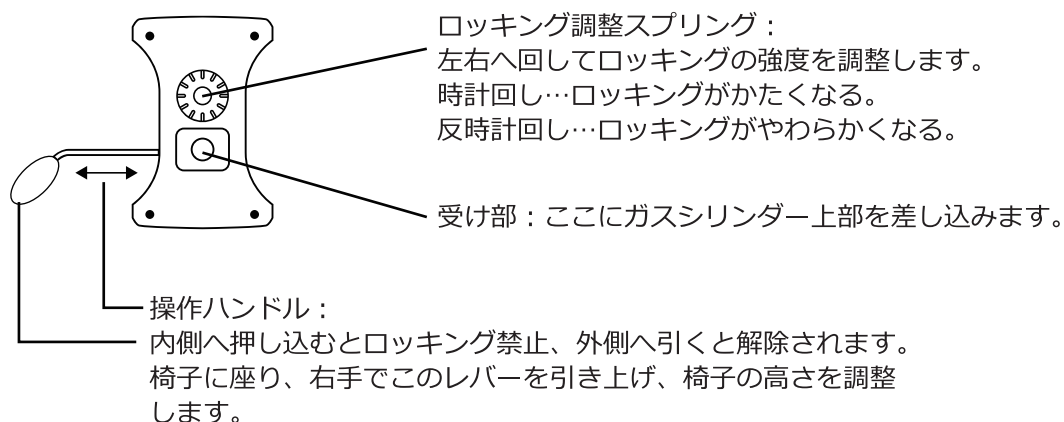 ロッキング調整スプリング：
左右へ回してロッキングの強度を調整します。
時計回し…ロッキングがかたくなる。
反時計回し…ロッキングがやわらかくなる。
受け部：ここにガスシリンダー上部を差し込みます。
操作ハンドル：
内側へ押し込むとロッキング禁止、外側へ引くと解除されます。
椅子に座り、右手でこのレバーを引き上げ、椅子の高さを調整
します。